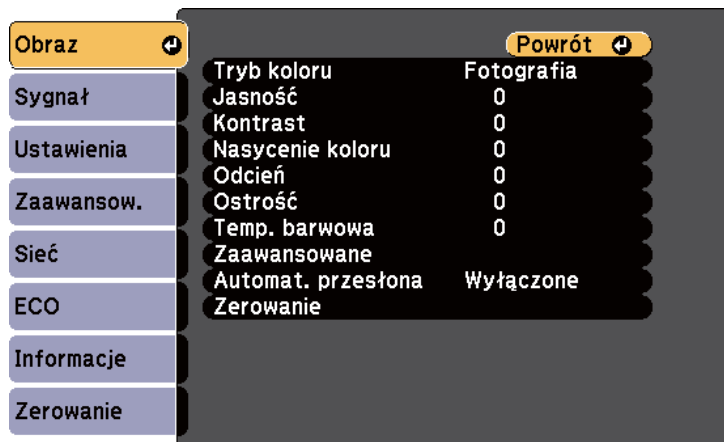 Obraz
Sygnał
Ustawienia
Zaawansow.
Sieć
ECO
Informacje
Zerowanie
Powrót
Tryb koloru Fotografia
Jasność 0
Kontrast 0
Nasycenie koloru 0
Odcień 0
Ostrość 0
Temp. barwowa 0
Zaawansowane
Automat. przesłona Wyłączone
Zerowanie